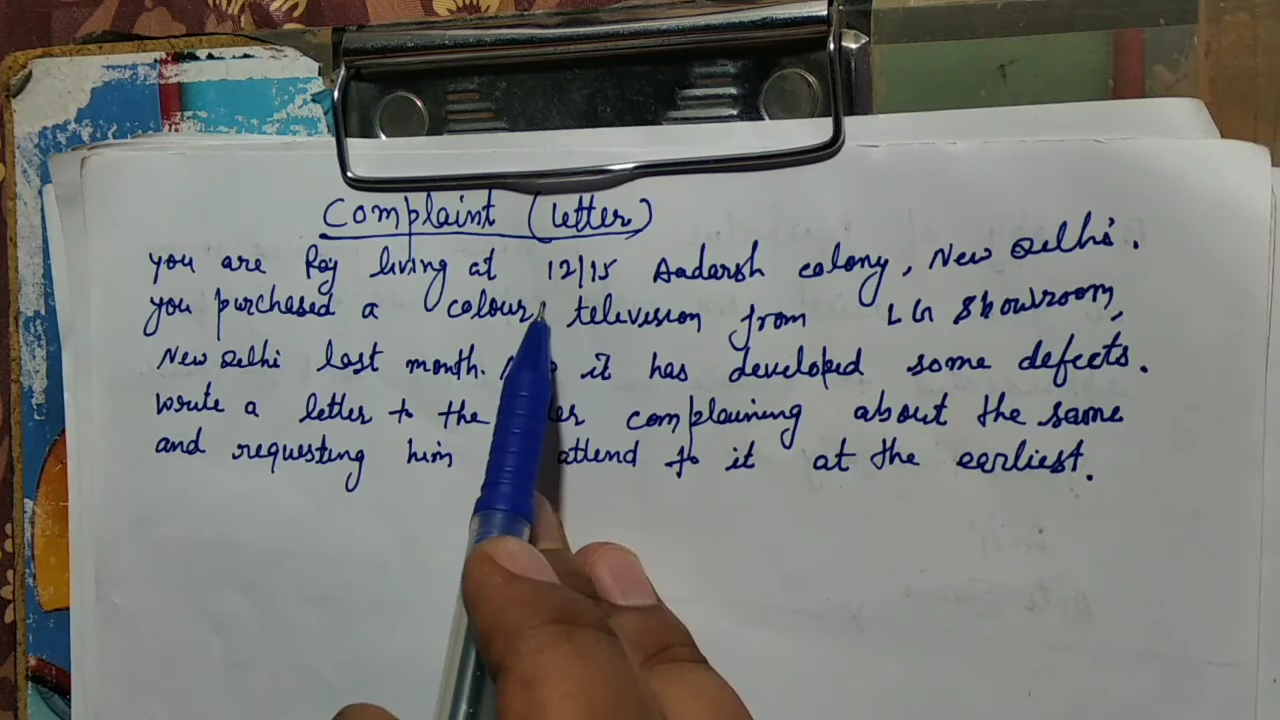 Complaint (Letter)
you are Roy living at 12/15 Aadarsh colony, New Delhi.
you purchased a colour television from LG Showroom,
New Delhi last month. it has developed some defects.
Write a letter to the complaining about the same
and requesting him attend to it at the earliest.